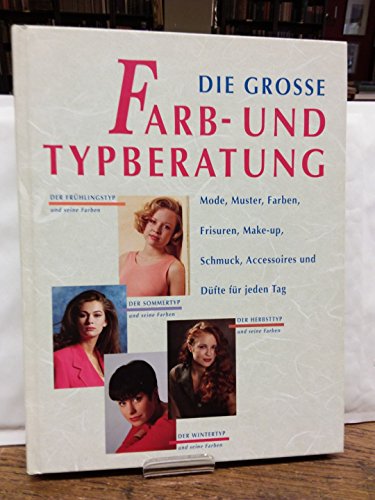 DIE GROSSE
FARB- UND
TYPBERATUNG
Mode, Muster, Farben,
Frisuren, Make-up,
Schmuck, Accessoires und
Düfte für jeden Tag
DER FRÜHLINGSTYP
und seine Farben
DER SOMMERTYP
und seine Farben
DER HERBSTTYP
und seine Farben
DER WINTERTYP
und seine Farben